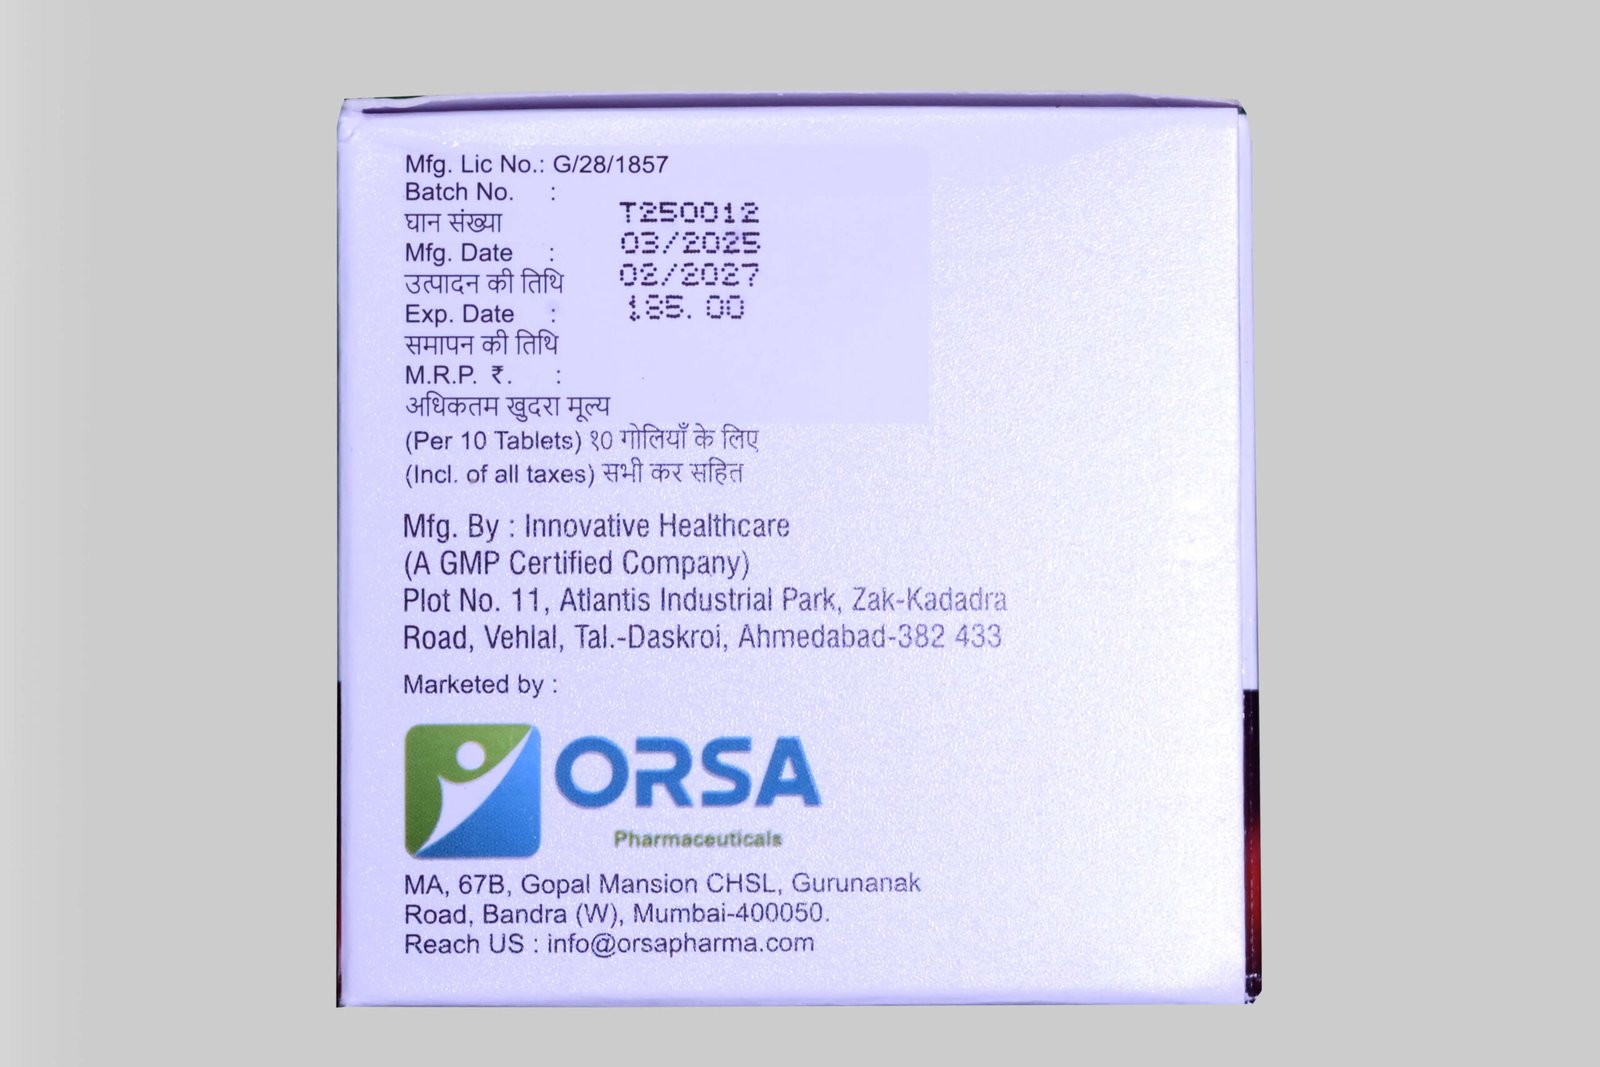 Mfg. Lic No.: G/28/1857
Batch No. :
घान संख्या
T250012
Mfg. Date :
03/2025
उत्पादन की तिथि
02/2027
Exp. Date :
185.00
समापन की तिथि
M.R.P. ₹. :
अधिकतम खुदरा मूल्य
(Per 10 Tablets) १0 गोलियाँ के लिए
(Incl. of all taxes) सभी कर सहित
Mfg. By : Innovative Healthcare
(A GMP Certified Company)
Plot No. 11, Atlantis Industrial Park, Zak-Kadadra
Road, Vehlal, Tal.-Daskroi, Ahmedabad-382 433
Marketed by :
ORSA
Pharmaceuticals
MA, 67B, Gopal Mansion CHSL, Gurunanak
Road, Bandra (W), Mumbai-400050.
Reach US : info@orsapharma.com